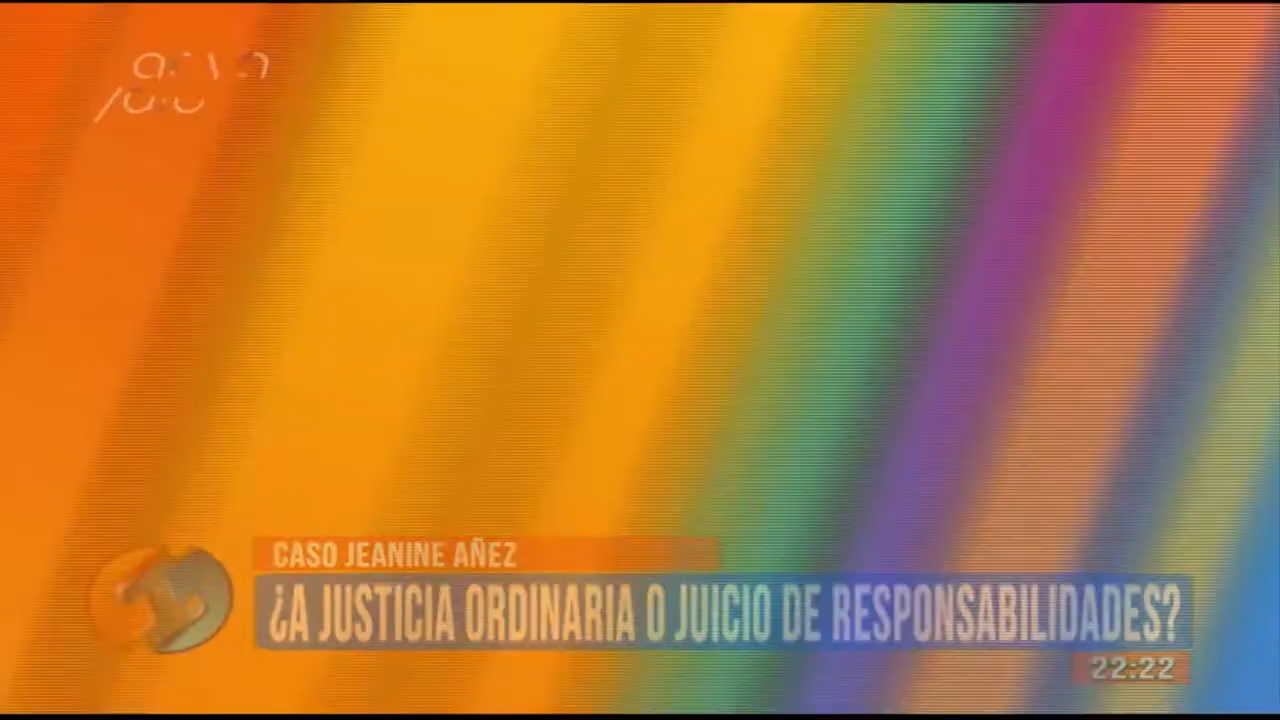 CASO JEANINE AÑEZ
¿A JUSTICIA ORDINARIA O JUICIO DE RESPONSABILIDADES?
22:22